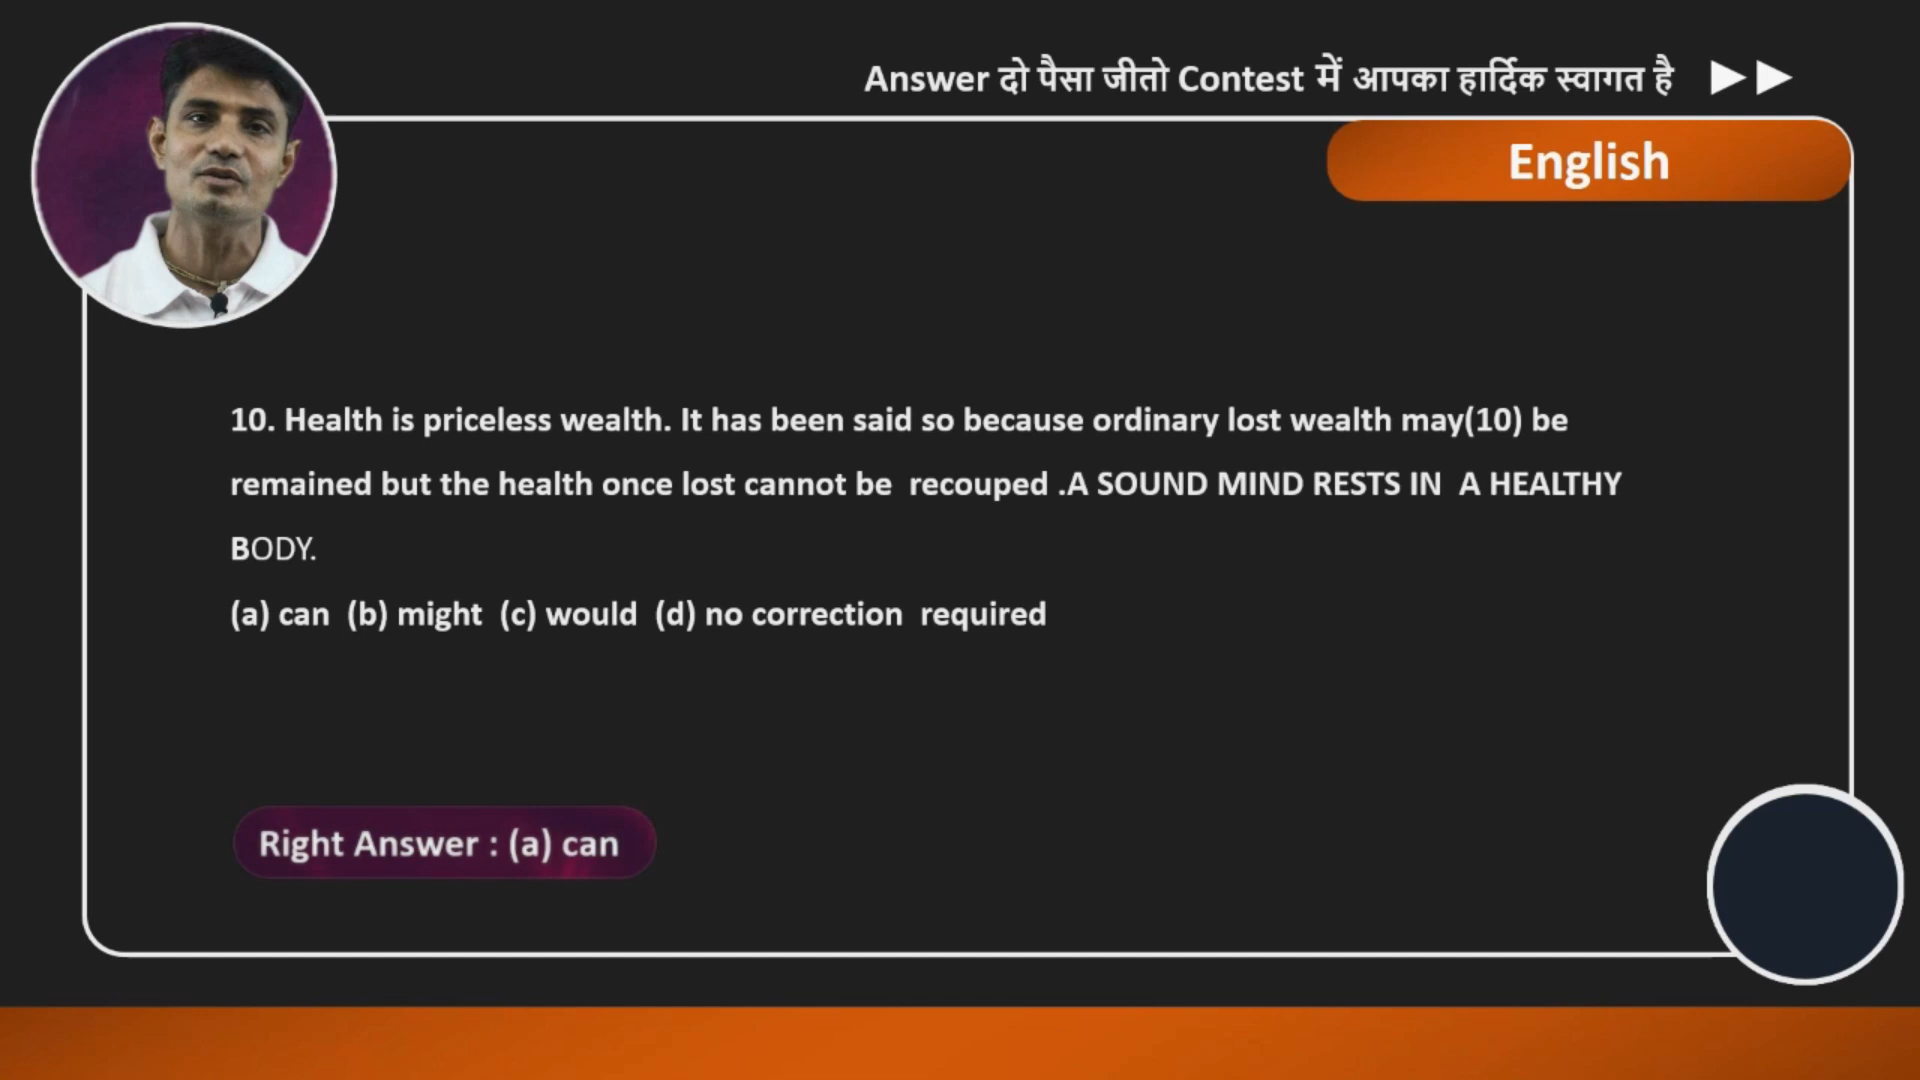 Answer दो पैसा जीतो Contest में आपका हार्दिक स्वागत है
English
10. Health is priceless wealth. It has been said so because ordinary lost wealth may(10) be
remained but the health once lost cannot be recouped .A SOUND MIND RESTS IN A HEALTHY
BODY.
(a) can (b) might (c) would (d) no correction required
Right Answer : (a) can